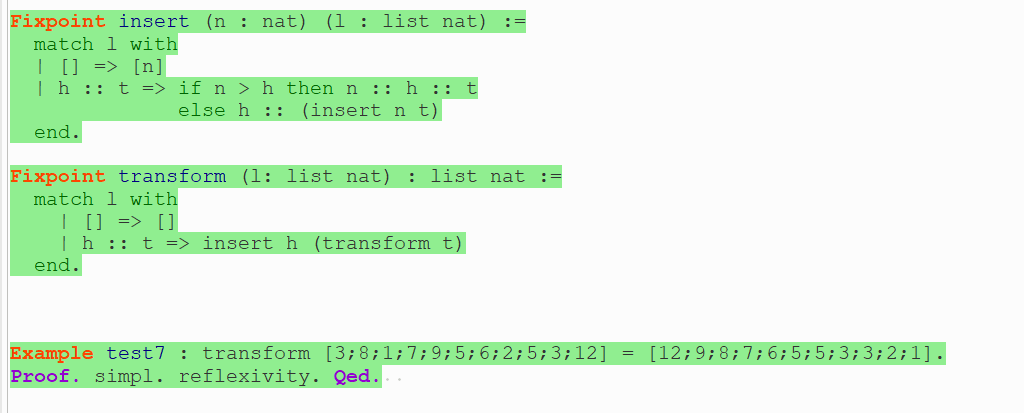 Fixpoint insert (n : nat) (l : list nat) :=
  match l with
  | [] => [n]
  | h :: t => if n > h then n :: h :: t
              else h :: (insert n t)
  end.
Fixpoint transform (l: list nat) : list nat :=
  match l with
    | [] => []
    | h :: t => insert h (transform t)
  end.
Example test7 : transform [3;8;1;7;9;5;6;2;5;3;12] = [12;9;8;7;6;5;5;3;3;2;1].
Proof. simpl. reflexivity. Qed...